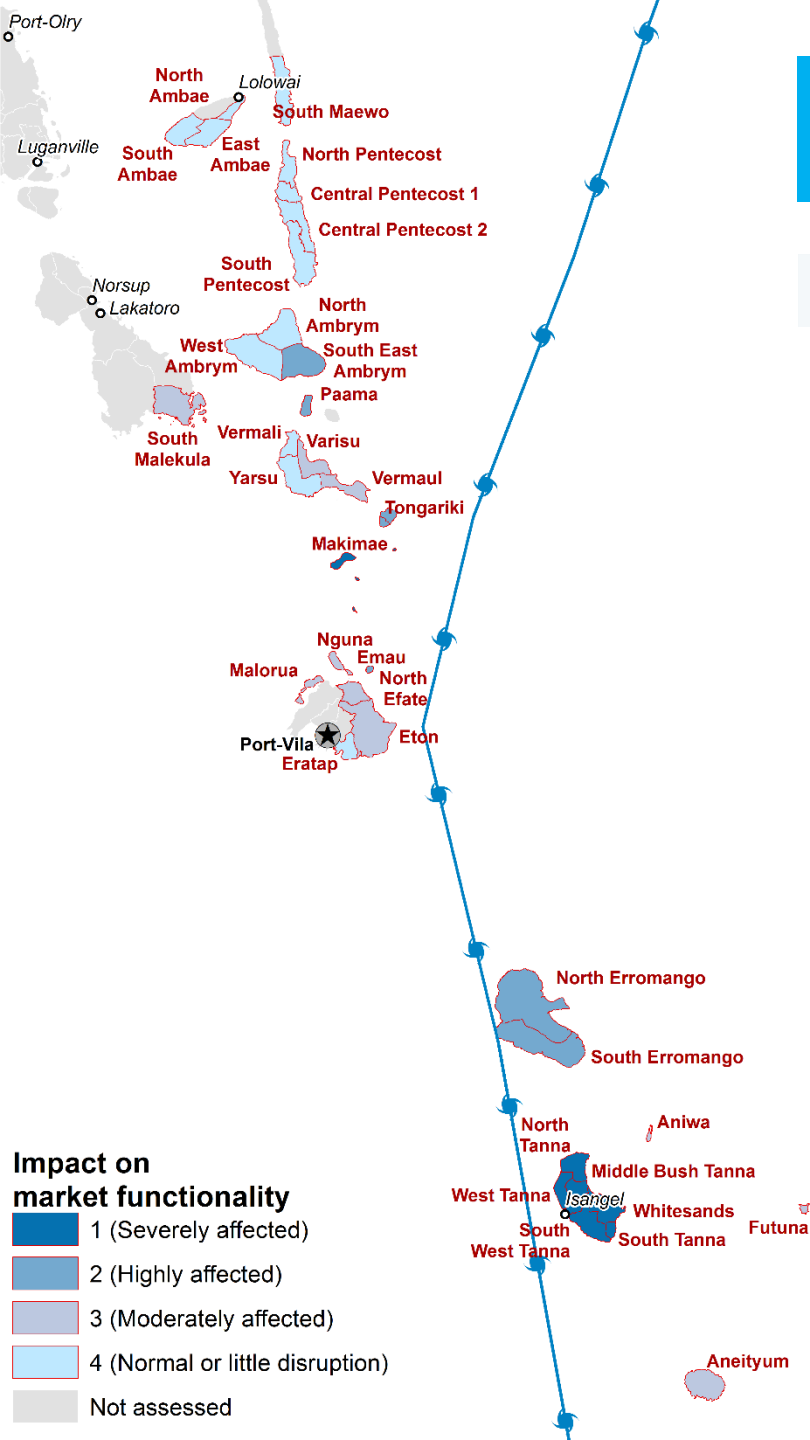 Port-Olry
North
Ambae
Lolowai
South Maewo
Luganville
South
Ambae
East
Ambae
North Pentecost
Central Pentecost 1
Central Pentecost 2
South
Pentecost
Norsup
Lakatoro
North
Ambrym
West
Ambrym
South East
Ambrym
Paama
South
Malekula
Vermali
Varisu
Yarsu
Vermaul
Tongariki
Makimae
Nguna
Emau
Malorua
North
Efate
Port-Vila
Eton
Eratap
North Erromango
South Erromango
Aniwa
North
Tanna
Middle Bush Tanna
West Tanna
Isangel
Whitesands
South
West Tanna
South Tanna
Futuna
Aneityum
Impact on
market functionality
1 (Severely affected)
2 (Highly affected)
3 (Moderately affected)
4 (Normal or little disruption)
Not assessed